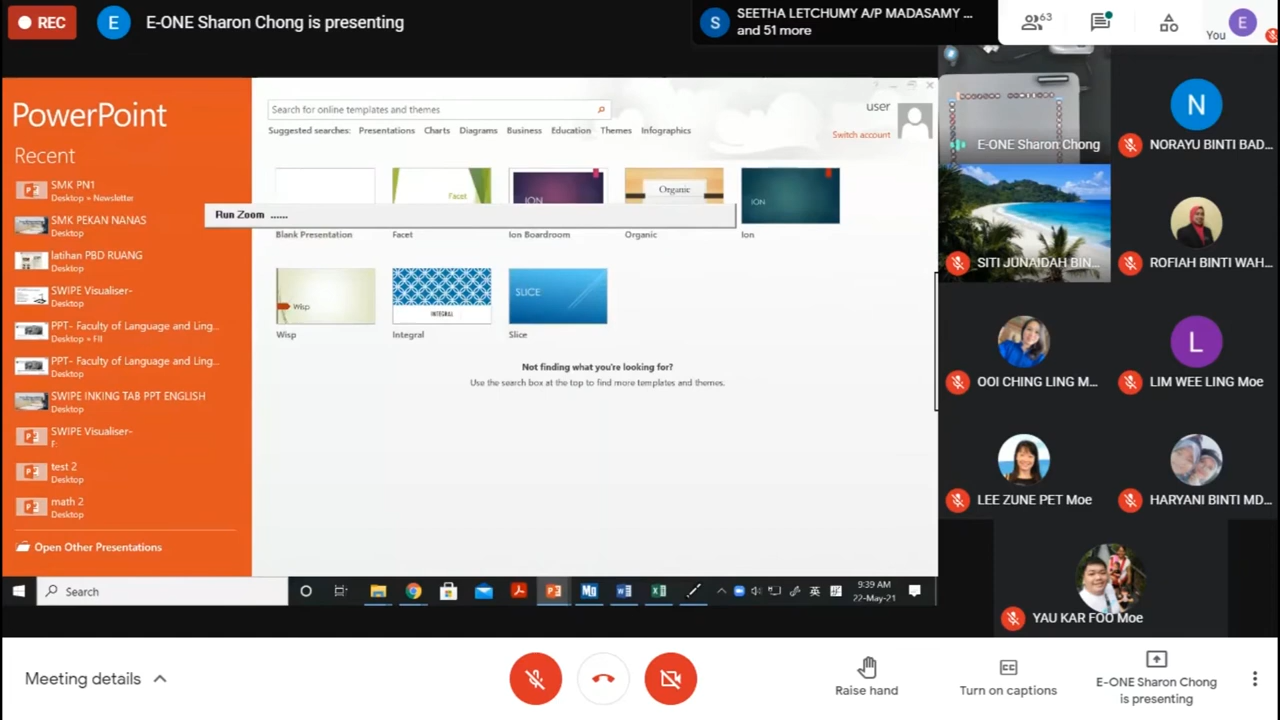 REC
E
E-ONE Sharon Chong is presenting
S
SEETHA LETCHUMY A/P MADASAMY ...
and 51 more
63
You
E
PowerPoint
Recent
SMK PN1
Desktop » Newsletter
SMK PEKAN NANAS
Desktop
latihan PBD RUANG
Desktop
SWIPE Visualiser-
Desktop
PPT- Faculty of Language and Ling...
Desktop » FII
PPT- Faculty of Language and Ling...
Desktop
SWIPE INKING TAB PPT ENGLISH
Desktop
SWIPE Visualiser-
F:
test 2
Desktop
math 2
Desktop
Open Other Presentations
Search for online templates and themes
Suggested searches: Presentations Charts Diagrams Business Education Themes Infographics
user
Switch account
Facet
ION
Organic
ION
Run Zoom ......
Blank Presentation
Facet
Ion Boardroom
Organic
Ion
Wisp
INTEGRAL
SLICE
Wisp
Integral
Slice
Not finding what you're looking for?
Use the search box at the top to find more templates and themes.
Search
英
9:39 AM
22-May-21
E-ONE Sharon Chong
N
NORAYU BINTI BAD...
SITI JUNAIDAH BIN...
ROFIAH BINTI WAH...
OOI CHING LING M...
L
LIM WEE LING Moe
LEE ZUNE PET Moe
HARYANI BINTI MD...
YAU KAR FOO Moe
Meeting details
Raise hand
Turn on captions
E-ONE Sharon Chong
is presenting